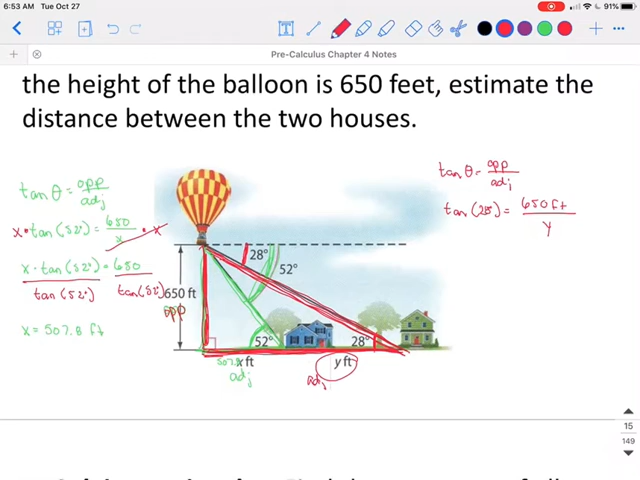 6:53 AM Tue Oct 27
91%
Pre-Calculus Chapter 4 Notes
the height of the balloon is 650 feet, estimate the
distance between the two houses.
tan θ = opp/adj
x • tan(52°) = 650/x • x
x • tan(52°) = 650
tan(52°) tan(52°)
x = 507.8 ft
tan θ = opp/adj
tan(28°) = 650 ft/y
28°
52°
650 ft
opp
52°
28°
507.8 x ft
y ft
adj
adj
15
149